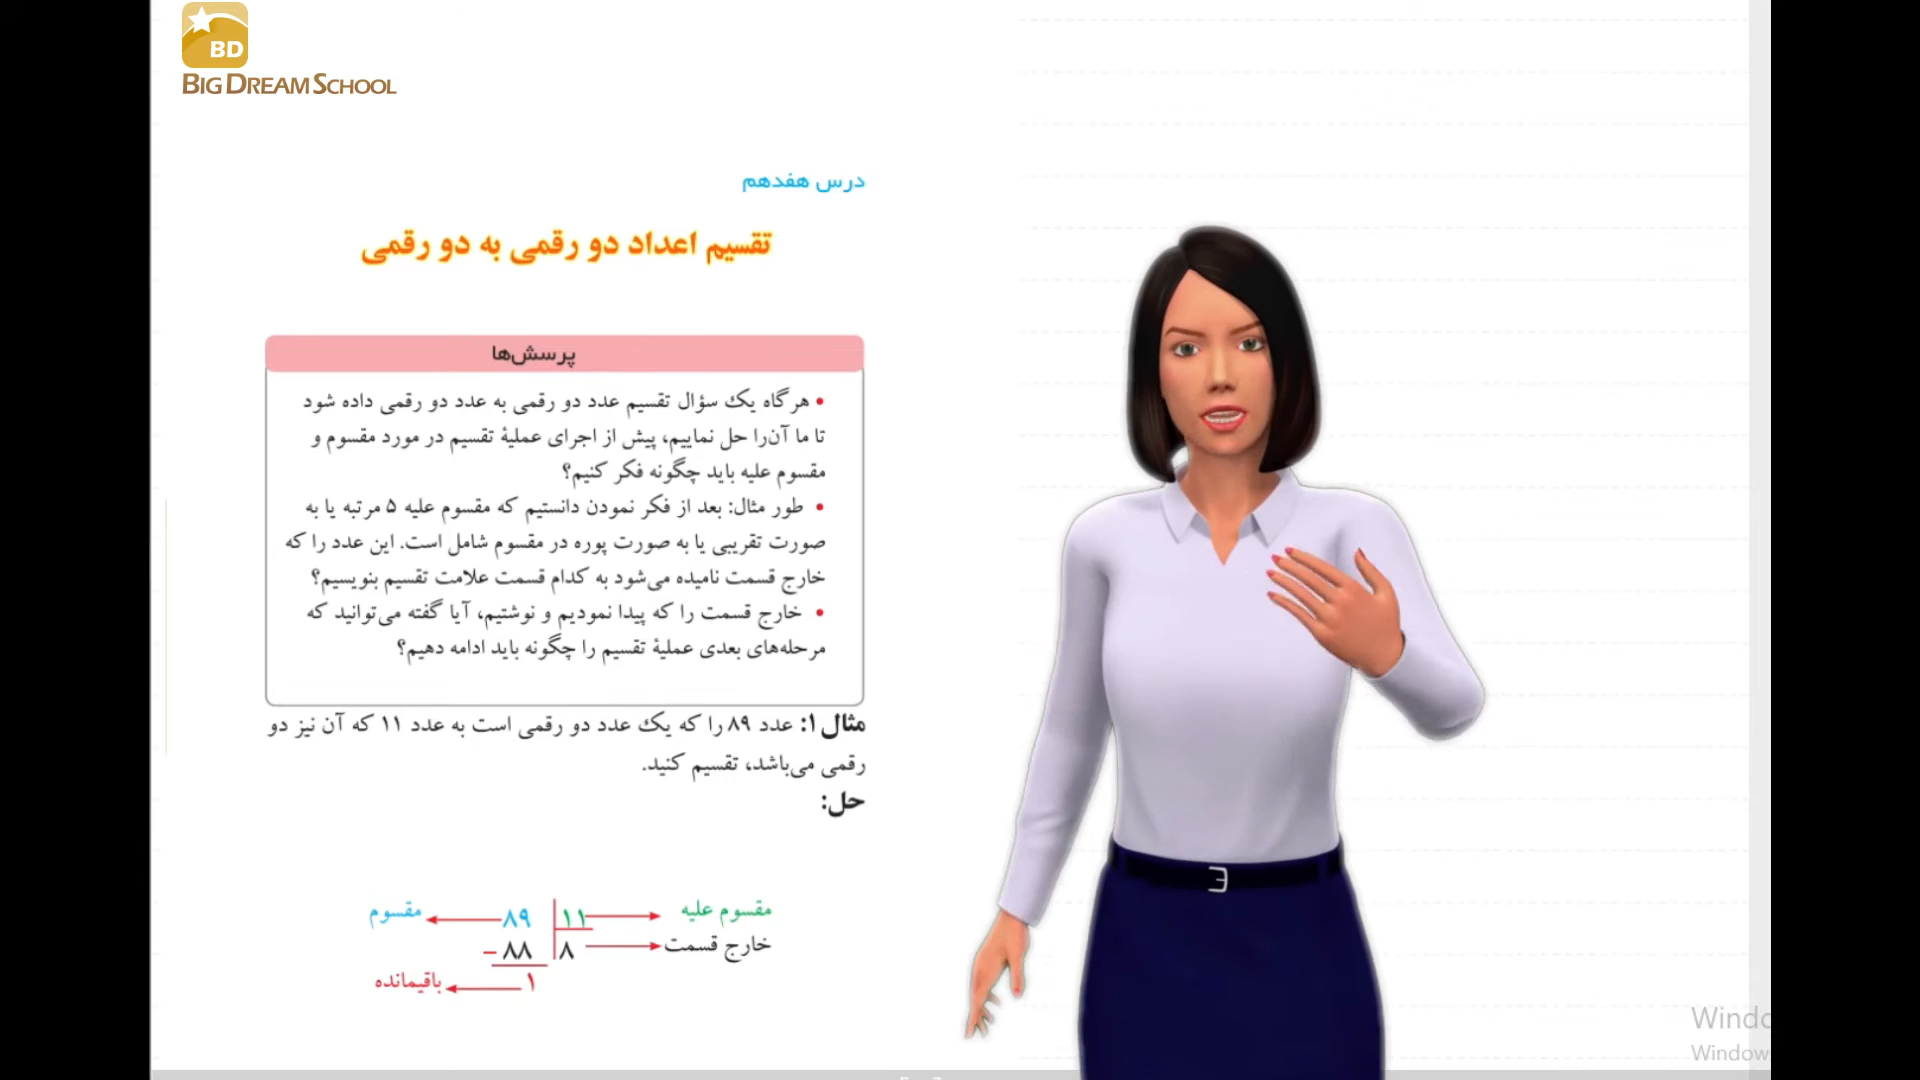 BD
BIG DREAM SCHOOL
درس هفدهم
تقسیم اعداد دو رقمی به دو رقمی
پرسش‌ها
• هرگاه یک سؤال تقسیم عدد دو رقمی به عدد دو رقمی داده شود
تا ما آن‌را حل نماییم، پیش از اجرای عملیهٔ تقسیم در مورد مقسوم و
مقسوم علیه باید چگونه فکر کنیم؟
• طور مثال: بعد از فکر نمودن دانستیم که مقسوم علیه ۵ مرتبه یا به
صورت تقریبی یا به صورت پوره در مقسوم شامل است. این عدد را که
خارج قسمت نامیده می‌شود به کدام قسمت علامت تقسیم بنویسیم؟
• خارج قسمت را که پیدا نمودیم و نوشتیم، آیا گفته می‌توانید که
مرحله‌های بعدی عملیهٔ تقسیم را چگونه باید ادامه دهیم؟
مثال ۱: عدد ۸۹ را که یک عدد دو رقمی است به عدد ۱۱ که آن نیز دو
رقمی می‌باشد، تقسیم کنید.
حل:
مقسوم ۸۹ ۱۱ مقسوم علیه
− ۸۸ ۸ خارج قسمت
باقیمانده ۱
Windo
Window